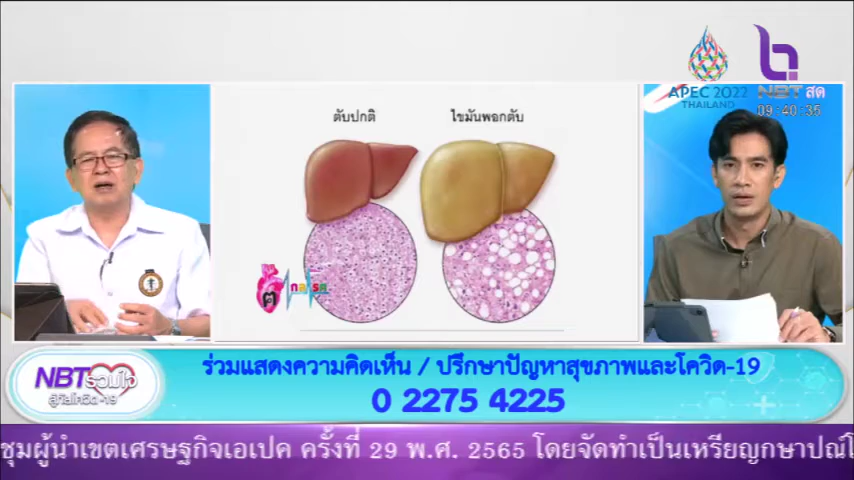 APEC 2022
THAILAND
NBT สด
09:40:35
ตับปกติ
ไขมันพอกตับ
NBT รวมใจ
สู้ภัยโควิด-19
ร่วมแสดงความคิดเห็น / ปรึกษาปัญหาสุขภาพและโควิด-19
0 2275 4225
ชุมผู้นำเขตเศรษฐกิจเอเปค ครั้งที่ 29 พ.ศ. 2565 โดยจัดทำเป็นเหรียญกษาปณ์โ